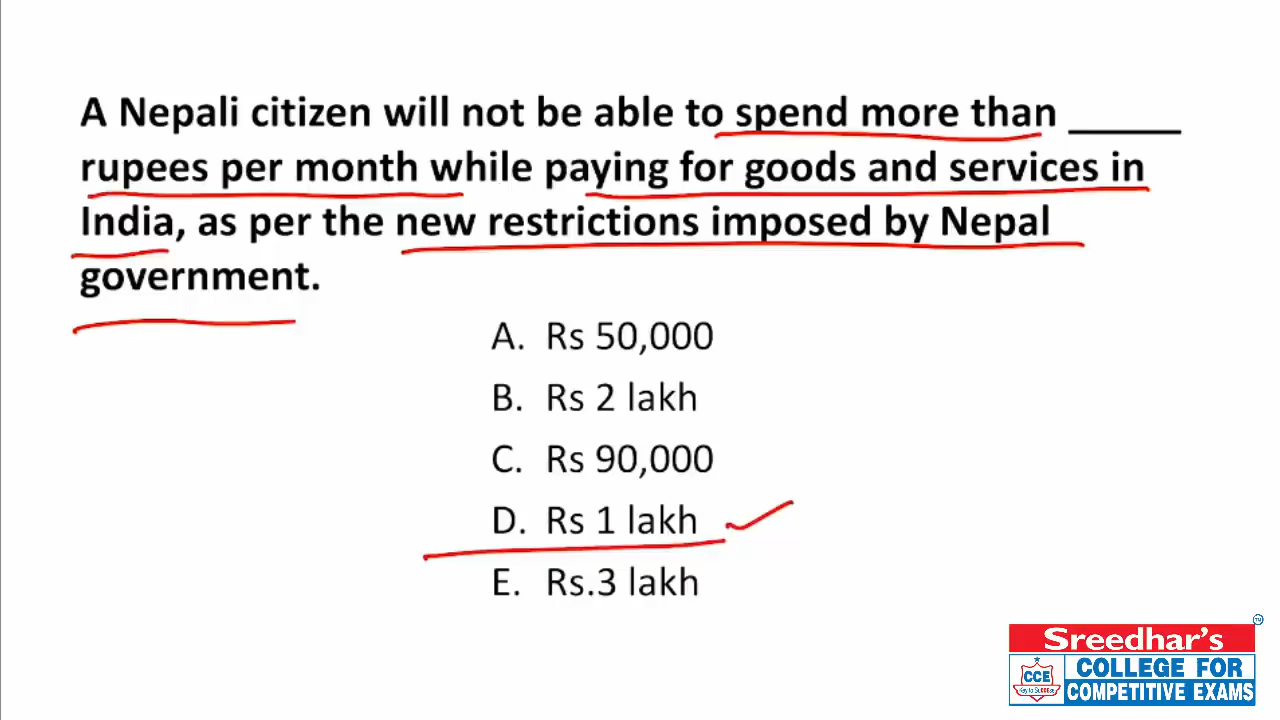 A Nepali citizen will not be able to spend more than _____
rupees per month while paying for goods and services in
India, as per the new restrictions imposed by Nepal
government.
A. Rs 50,000
B. Rs 2 lakh
C. Rs 90,000
D. Rs 1 lakh
E. Rs.3 lakh
TM
Sreedhar's
CCE
COLLEGE FOR
COMPETITIVE EXAMS